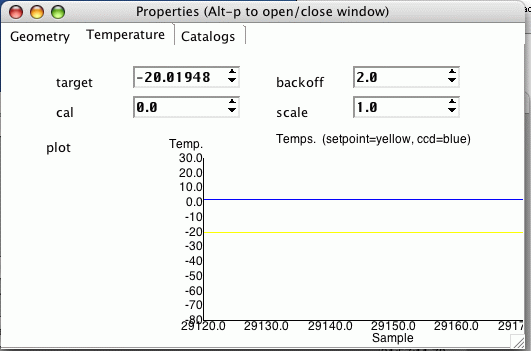 Properties (Alt-p to open/close window)
Geometry Temperature Catalogs
target -20.01948 backoff 2.0
cal 0.0 scale 1.0
plot Temp. Temps. (setpoint=yellow, ccd=blue)
30.0
20.0
10.0
0.0
-10
-20
-30
-40
-50
-60
-70
-80
29120.0 29130.0 29140.0 29150.0 29160.0 2917
Sample